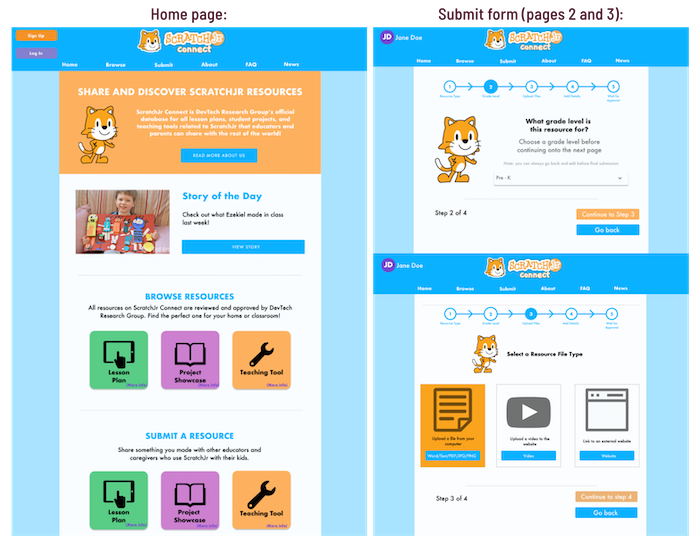 Home page:
Sign Up
Log In
SCRATCHJR
connect
Home Browse Submit About FAQ News
SHARE AND DISCOVER SCRATCHJR RESOURCES
ScratchJr Connect is DevTech Research Group's official
database for all lesson plans, student projects, and
teaching tools related to ScratchJr that educators and
parents can share with the rest of the world!
READ MORE ABOUT US
Story of the Day
Check out what Ezekiel made in class
last week!
VIEW STORY
BROWSE RESOURCES
All resources on ScratchJr Connect are reviewed and approved by DevTech
Research Group. Find the perfect one for your home or classroom!
Lesson
Plan
(More Info)
Project
Showcase
(More Info)
Teaching Tool
(More Info)
SUBMIT A RESOURCE
Share something you made with other educators and
caregivers who use ScratchJr with their kids.
Lesson
Plan
(More Info)
Project
Showcase
(More Info)
Teaching Tool
(More Info)
Submit form (pages 2 and 3):
JD Jane Doe
SCRATCHJR
connect
Home Browse Submit About FAQ News
1 2 3 4 5
Resource Type Grade Level Upload Files Add Details Wait for
Approval
What grade level is
this resource for?
Choose a grade level before
continuing onto the next page
Note: you can always go back and edit before final submission
Pre - K
Step 2 of 4
Continue to Step 3
Go back
JD Jane Doe
SCRATCHJR
connect
Home Browse Submit About FAQ News
1 2 3 4 5
Resource Type Grade Level Upload Files Add Details Wait for
Approval
Select a Resource File Type
Upload a file from your
computer
Word/Text/PDF/JPG/PNG
Upload a video to the
website
Video
Link to an external website
Website
Step 3 of 4
Continue to step 4
Go back